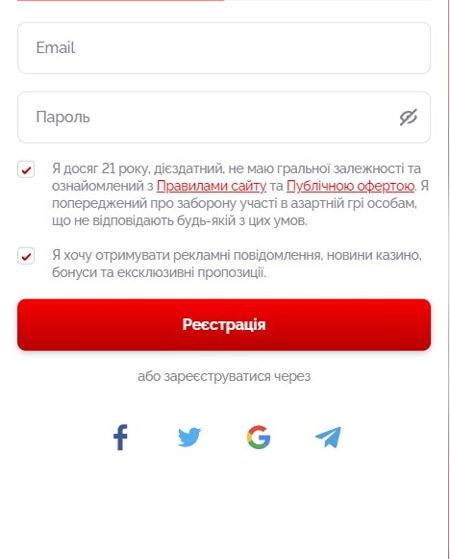 Email
Пароль
Я досяг 21 року, дієздатний, не маю гральної залежності та
ознайомлений з Правилами сайту та Публічною офертою. Я
попереджений про заборону участі в азартній грі особам,
що не відповідають будь-якій з цих умов.
Я хочу отримувати рекламні повідомлення, новини казино,
бонуси та ексклюзивні пропозиції.
Реєстрація
або зареєструватися через